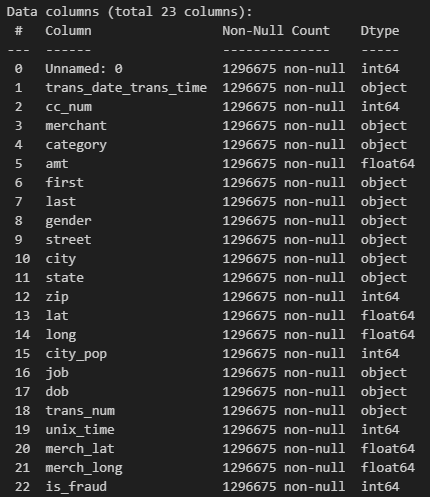 Data columns (total 23 columns):
 #   Column                 Non-Null Count    Dtype
---  ------                 --------------    -----
 0   Unnamed: 0             1296675 non-null  int64
 1   trans_date_trans_time  1296675 non-null  object
 2   cc_num                 1296675 non-null  int64
 3   merchant               1296675 non-null  object
 4   category               1296675 non-null  object
 5   amt                    1296675 non-null  float64
 6   first                  1296675 non-null  object
 7   last                   1296675 non-null  object
 8   gender                 1296675 non-null  object
 9   street                 1296675 non-null  object
 10  city                   1296675 non-null  object
 11  state                  1296675 non-null  object
 12  zip                    1296675 non-null  int64
 13  lat                    1296675 non-null  float64
 14  long                   1296675 non-null  float64
 15  city_pop               1296675 non-null  int64
 16  job                    1296675 non-null  object
 17  dob                    1296675 non-null  object
 18  trans_num              1296675 non-null  object
 19  unix_time              1296675 non-null  int64
 20  merch_lat              1296675 non-null  float64
 21  merch_long             1296675 non-null  float64
 22  is_fraud               1296675 non-null  int64